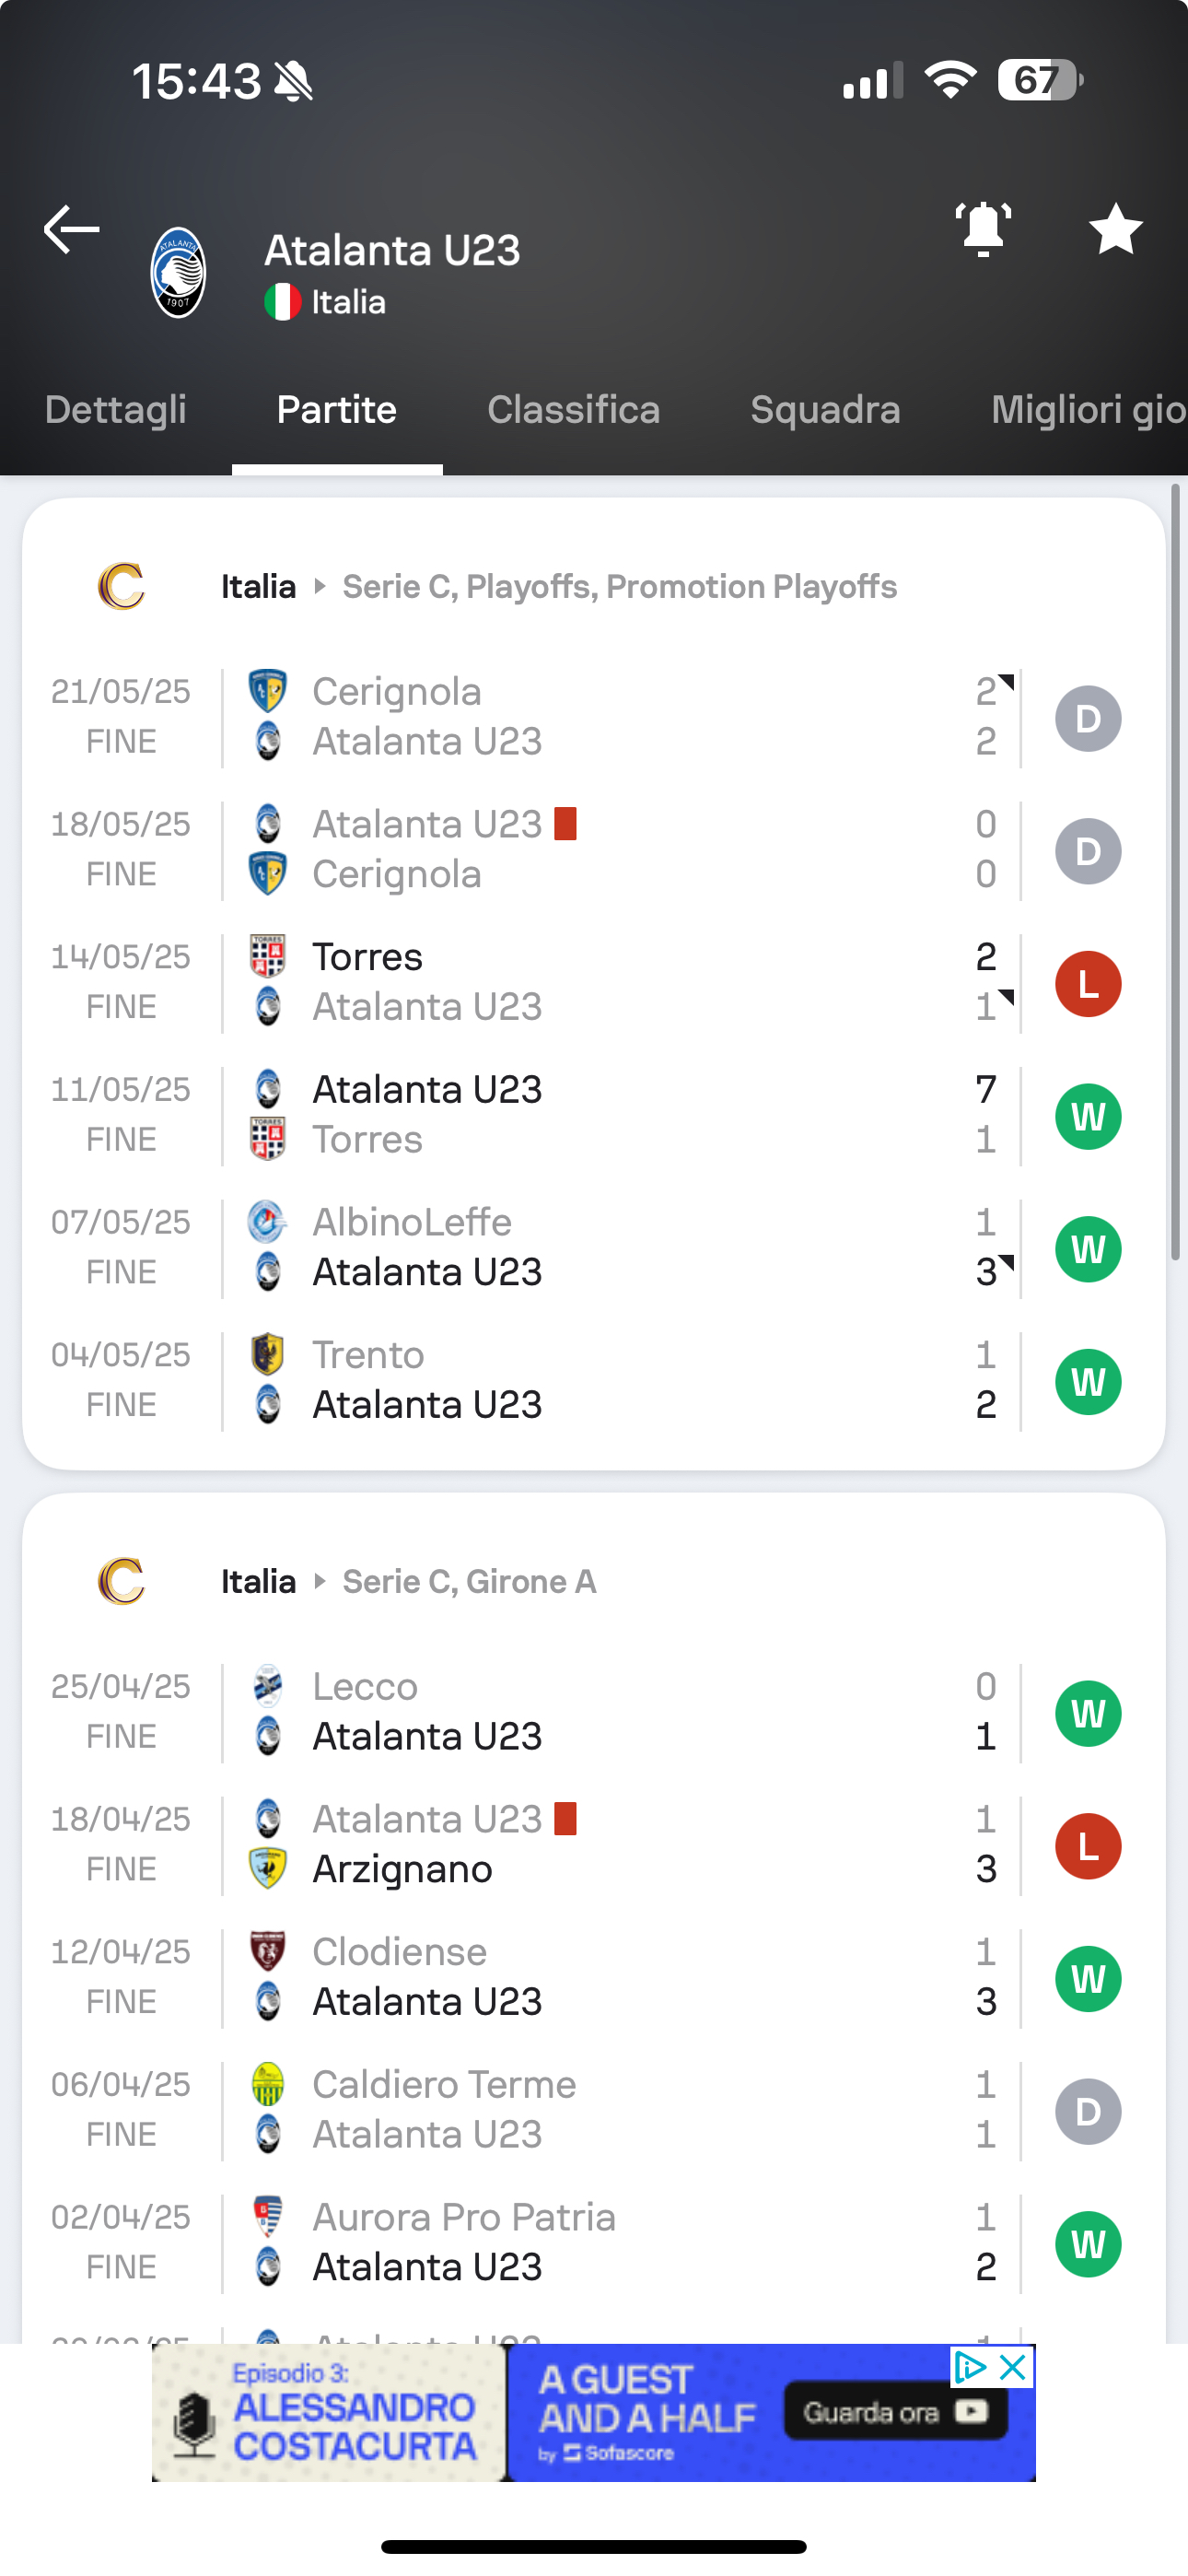 15:43
67
Atalanta U23
Italia
Dettagli Partite Classifica Squadra Migliori gio
Italia Serie C, Playoffs, Promotion Playoffs
21/05/25 Cerignola 2
FINE Atalanta U23 2
D
18/05/25 Atalanta U23 0
FINE Cerignola 0
D
14/05/25 Torres 2
FINE Atalanta U23 1
L
11/05/25 Atalanta U23 7
FINE Torres 1
W
07/05/25 AlbinoLeffe 1
FINE Atalanta U23 3
W
04/05/25 Trento 1
FINE Atalanta U23 2
W
Italia Serie C, Girone A
25/04/25 Lecco 0
FINE Atalanta U23 1
W
18/04/25 Atalanta U23 1
FINE Arzignano 3
L
12/04/25 Clodiense 1
FINE Atalanta U23 3
W
06/04/25 Caldiero Terme 1
FINE Atalanta U23 1
D
02/04/25 Aurora Pro Patria 1
FINE Atalanta U23 2
W
Atalanta U23
Episodio 3:
ALESSANDRO
COSTACURTA
A GUEST
AND A HALF
by Sofascore
Guarda ora